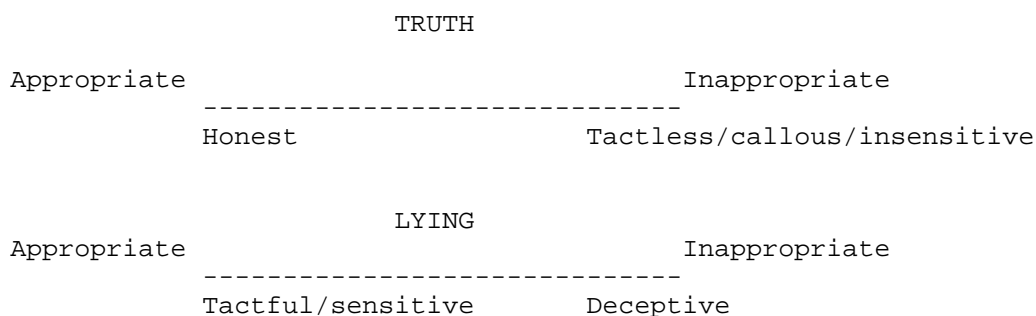 TRUTH
Appropriate Inappropriate
------------------------------
Honest Tactless/callous/insensitive
LYING
Appropriate Inappropriate
------------------------------
Tactful/sensitive Deceptive